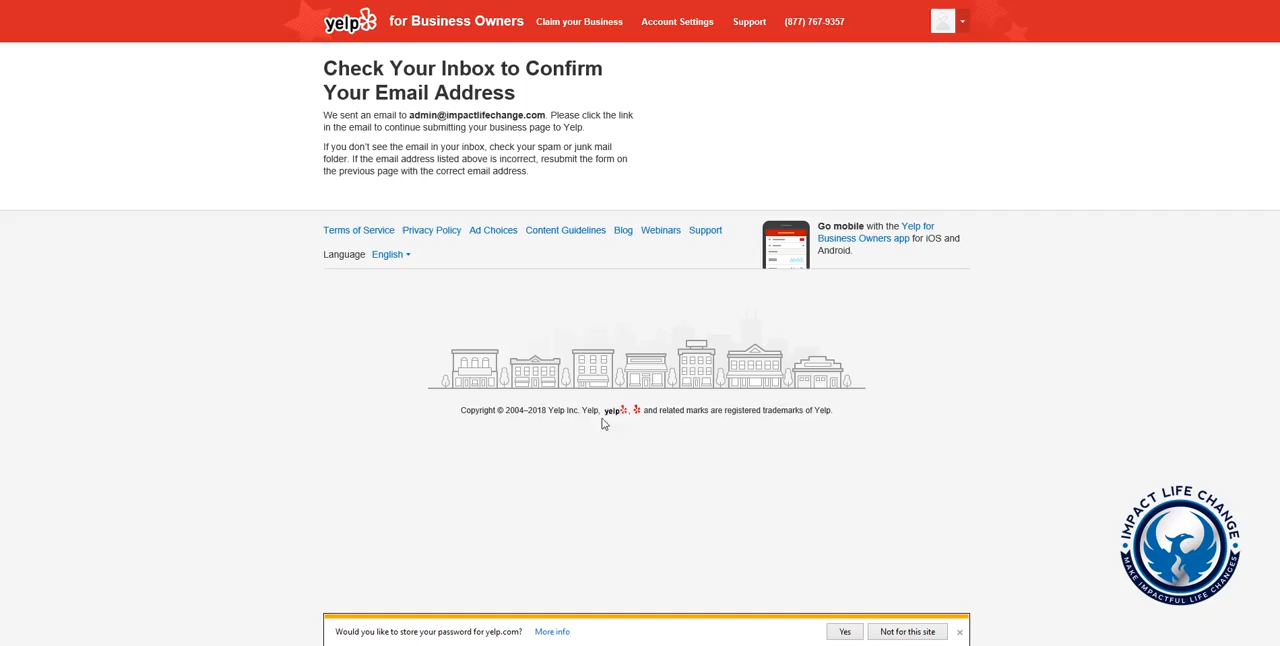 yelp for Business Owners Claim your Business Account Settings Support (877) 767-9357
Check Your Inbox to Confirm
Your Email Address
We sent an email to admin@impactlifechange.com. Please click the link
in the email to continue submitting your business page to Yelp.
If you don't see the email in your inbox, check your spam or junk mail
folder. If the email address listed above is incorrect, resubmit the form on
the previous page with the correct email address.
Terms of Service Privacy Policy Ad Choices Content Guidelines Blog Webinars Support
Language English
Go mobile with the Yelp for
Business Owners app for iOS and
Android.
Copyright © 2004–2018 Yelp Inc. Yelp, yelp, and related marks are registered trademarks of Yelp.
IMPACT LIFE CHANGE
MAKE IMPACTFUL LIFE CHANGES
Would you like to store your password for yelp.com? More info Yes Not for this site ×